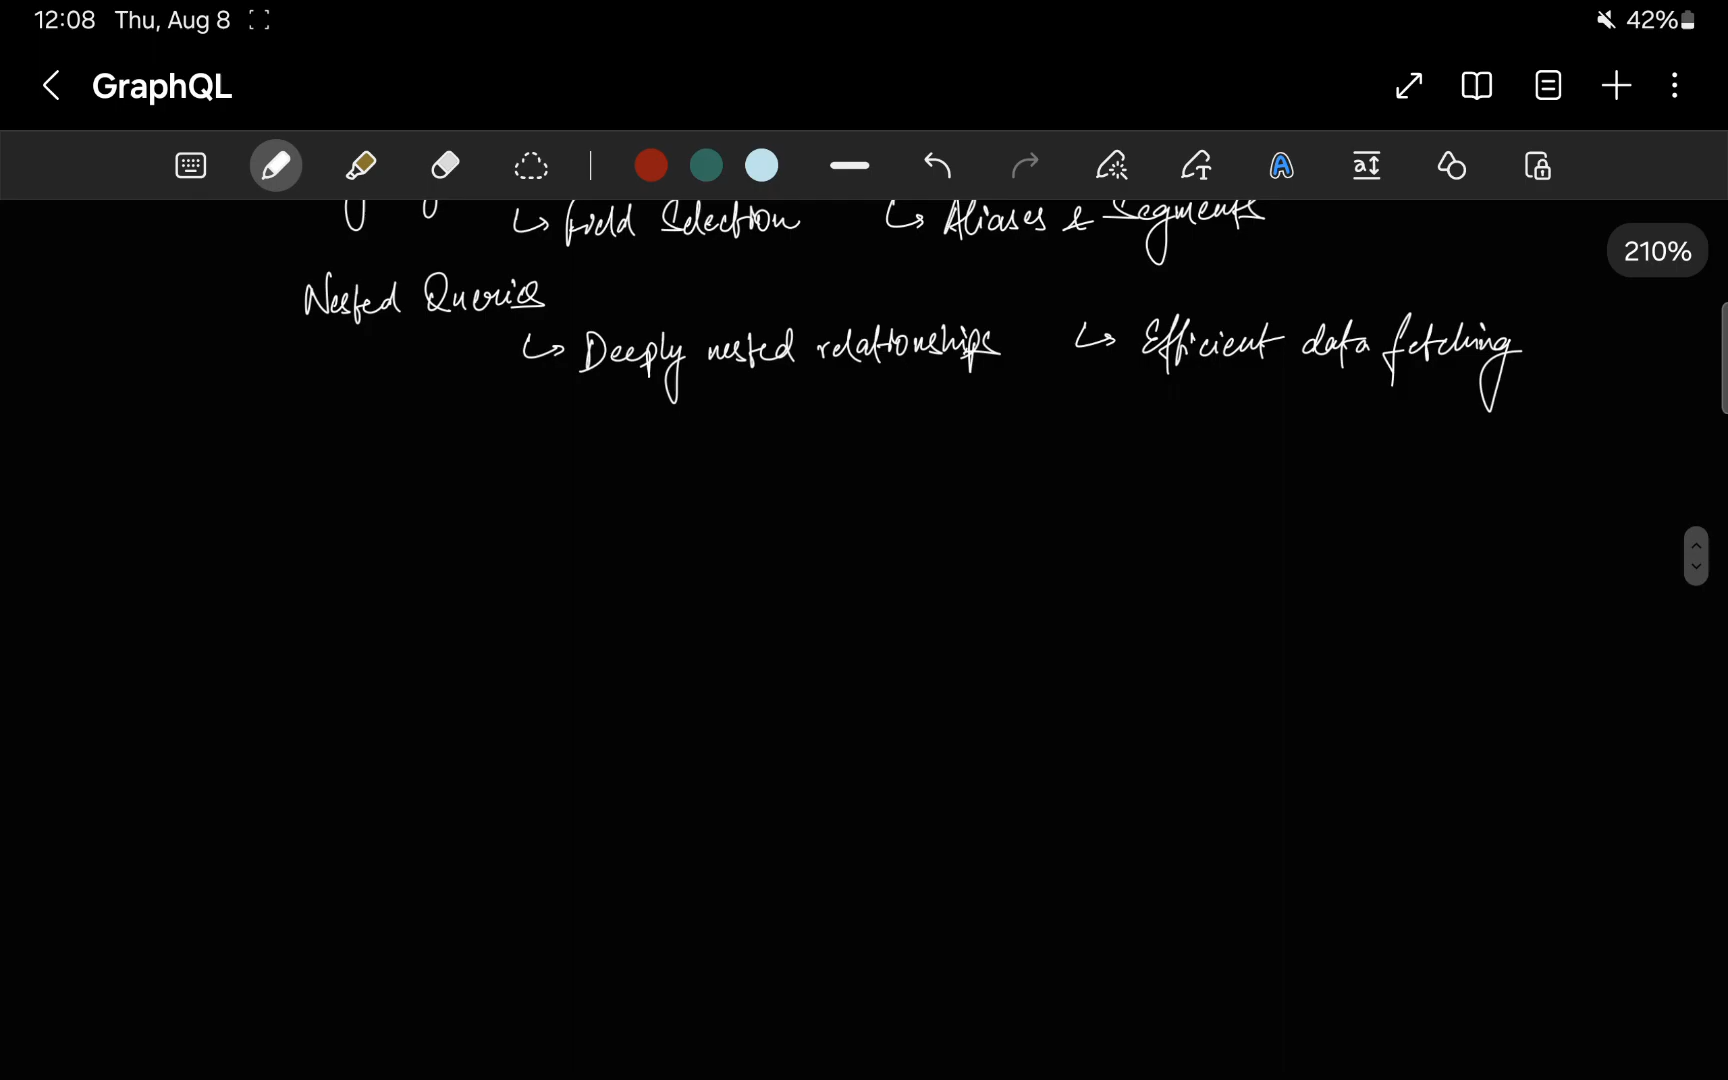 12:08 Thu, Aug 8 42%
GraphQL
210%
↳ Field Selection ↳ Aliases & Segments
Nested Queries
↳ Deeply nested relationships ↳ Efficient data fetching